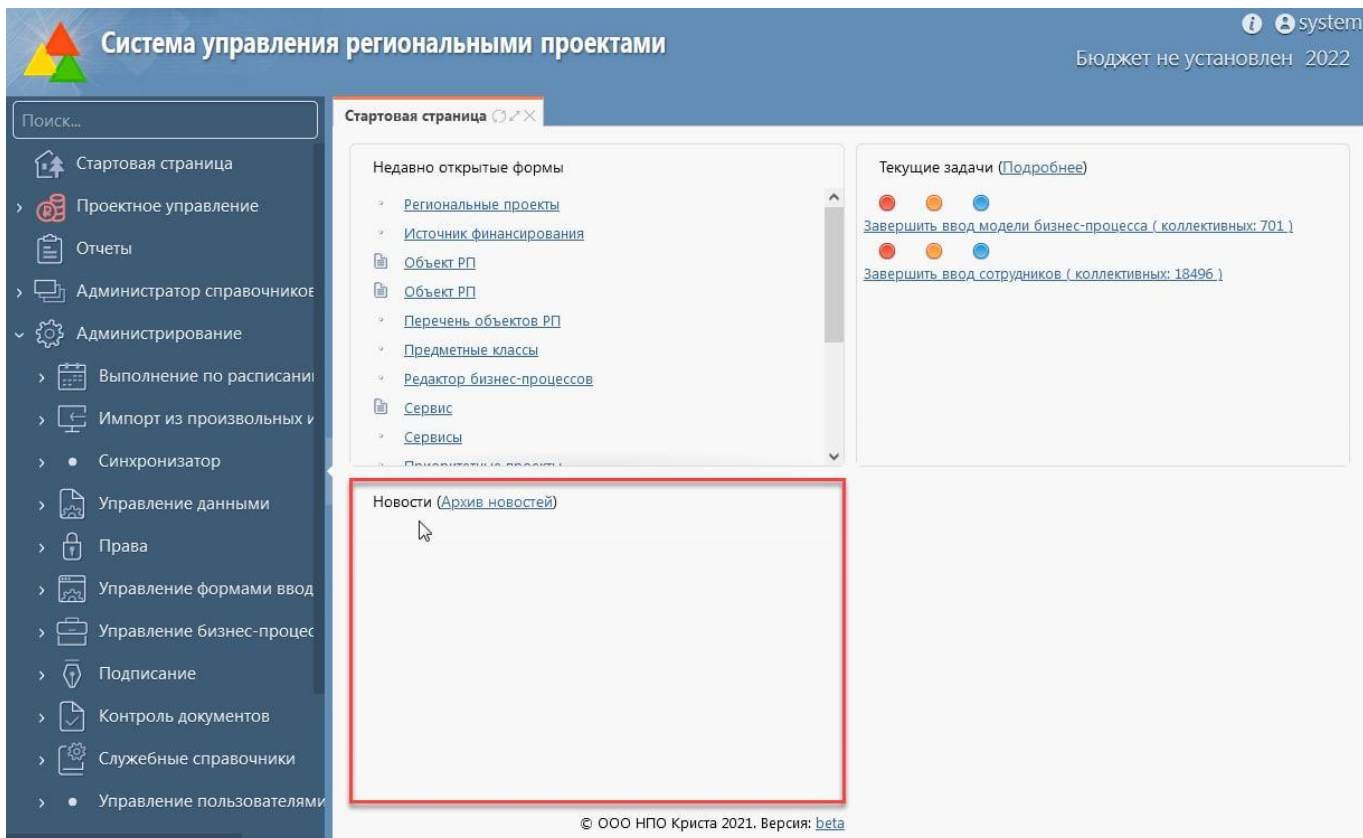 Система управления региональными проектами
system
Бюджет не установлен 2022
Поиск...
Стартовая страница
Проектное управление
Отчеты
Администратор справочников
Администрирование
Выполнение по расписани
Импорт из произвольных и
Синхронизатор
Управление данными
Права
Управление формами ввод
Управление бизнес-процес
Подписание
Контроль документов
Служебные справочники
Управление пользователями
Стартовая страница
Недавно открытые формы
Региональные проекты
Источник финансирования
Объект РП
Объект РП
Перечень объектов РП
Предметные классы
Редактор бизнес-процессов
Сервис
Сервисы
Приоритетные проекты
Текущие задачи (Подробнее)
Завершить ввод модели бизнес-процесса ( коллективных: 701 )
Завершить ввод сотрудников ( коллективных: 18496 )
Новости (Архив новостей)
© ООО НПО Криста 2021. Версия: beta